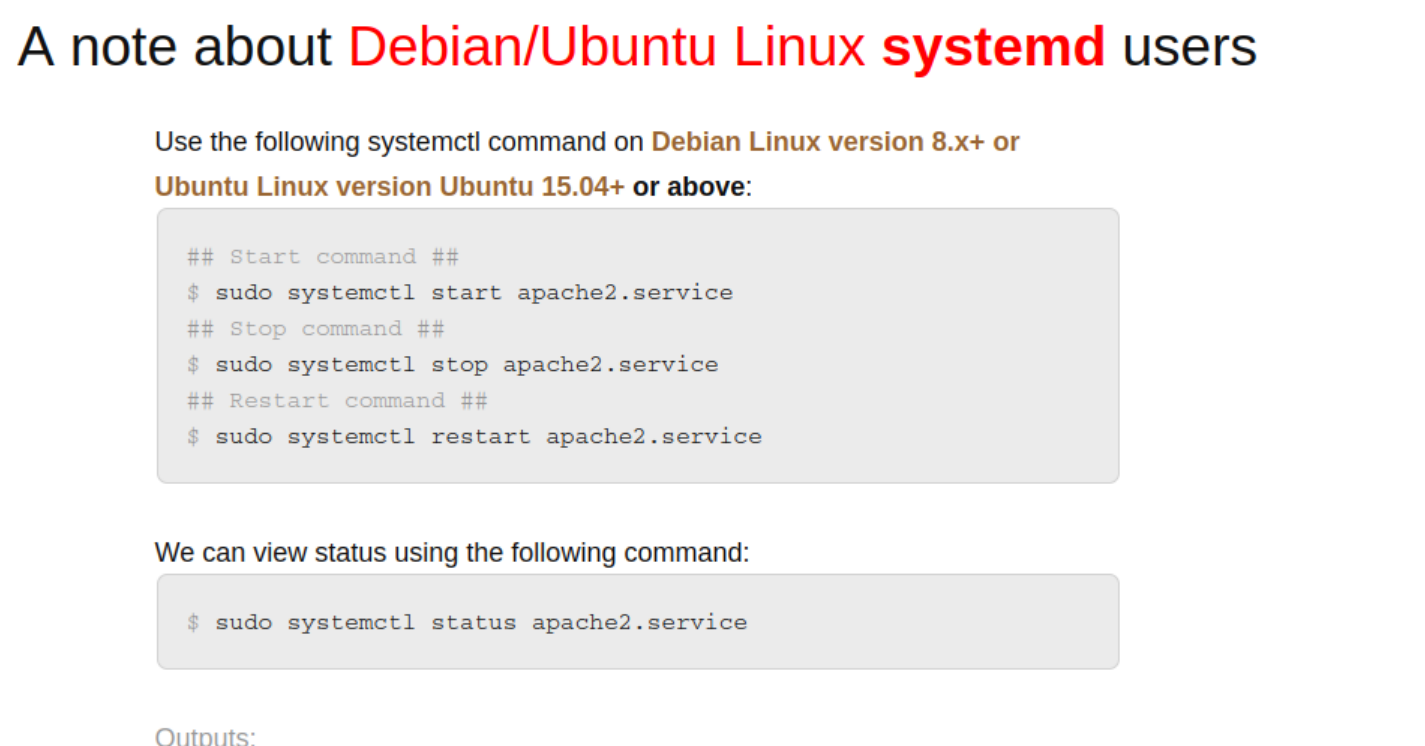 A note about Debian/Ubuntu Linux systemd users
Use the following systemctl command on Debian Linux version 8.x+ or
Ubuntu Linux version Ubuntu 15.04+ or above:
## Start command ##
$ sudo systemctl start apache2.service
## Stop command ##
$ sudo systemctl stop apache2.service
## Restart command ##
$ sudo systemctl restart apache2.service
We can view status using the following command:
$ sudo systemctl status apache2.service
Outputs: